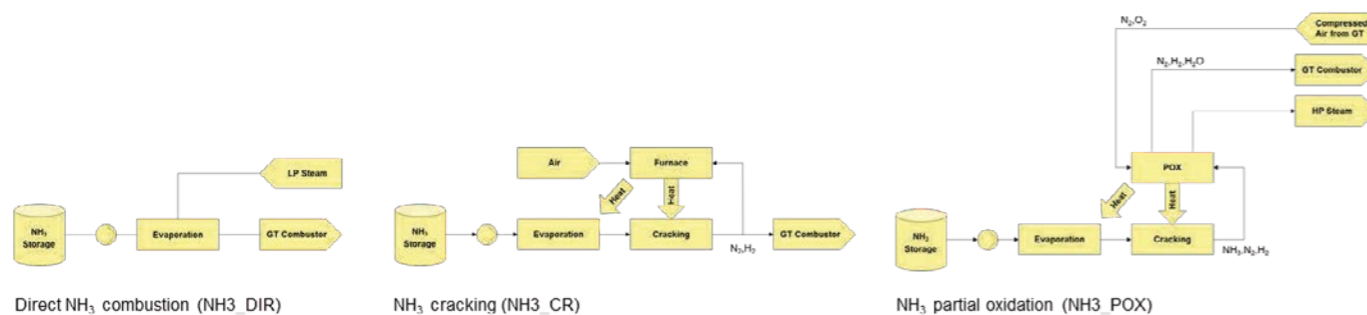 LP Steam
NH₃
Storage
Evaporation
GT Combustor
Direct NH₃ combustion (NH3_DIR)
Air
Furnace
Heat
Heat
NH₃
Storage
Evaporation
Cracking
GT Combustor
N₂,H₂
NH₃ cracking (NH3_CR)
N₂,O₂
Compressed
Air from GT
N₂,H₂,H₂O
GT Combustor
HP Steam
POX
Heat
Heat
NH₃
Storage
Evaporation
Cracking
NH₃,N₂,H₂
NH₃ partial oxidation (NH3_POX)